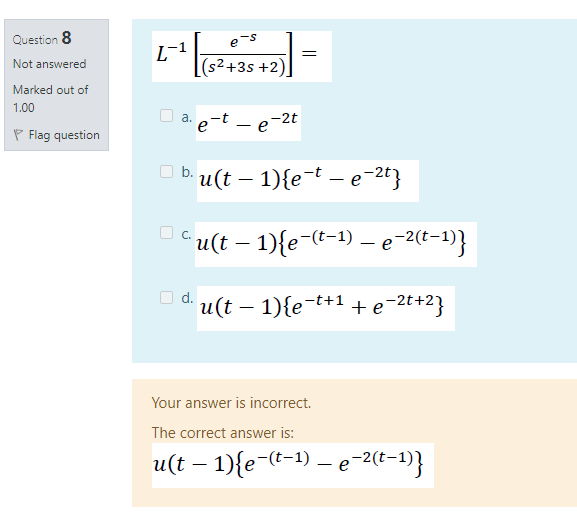 Question 8
Not answered
Marked out of
1.00
Flag question
L⁻¹ [e⁻ˢ / (s²+3s +2)] =
a. e^{−t} − e^{−2t}
b. u(t − 1){e^{−t} − e^{−2t}}
c. u(t − 1){e^{−(t−1)} − e^{−2(t−1)}}
d. u(t − 1){e^{−t+1} + e^{−2t+2}}
Your answer is incorrect.
The correct answer is:
u(t − 1){e^{−(t−1)} − e^{−2(t−1)}}